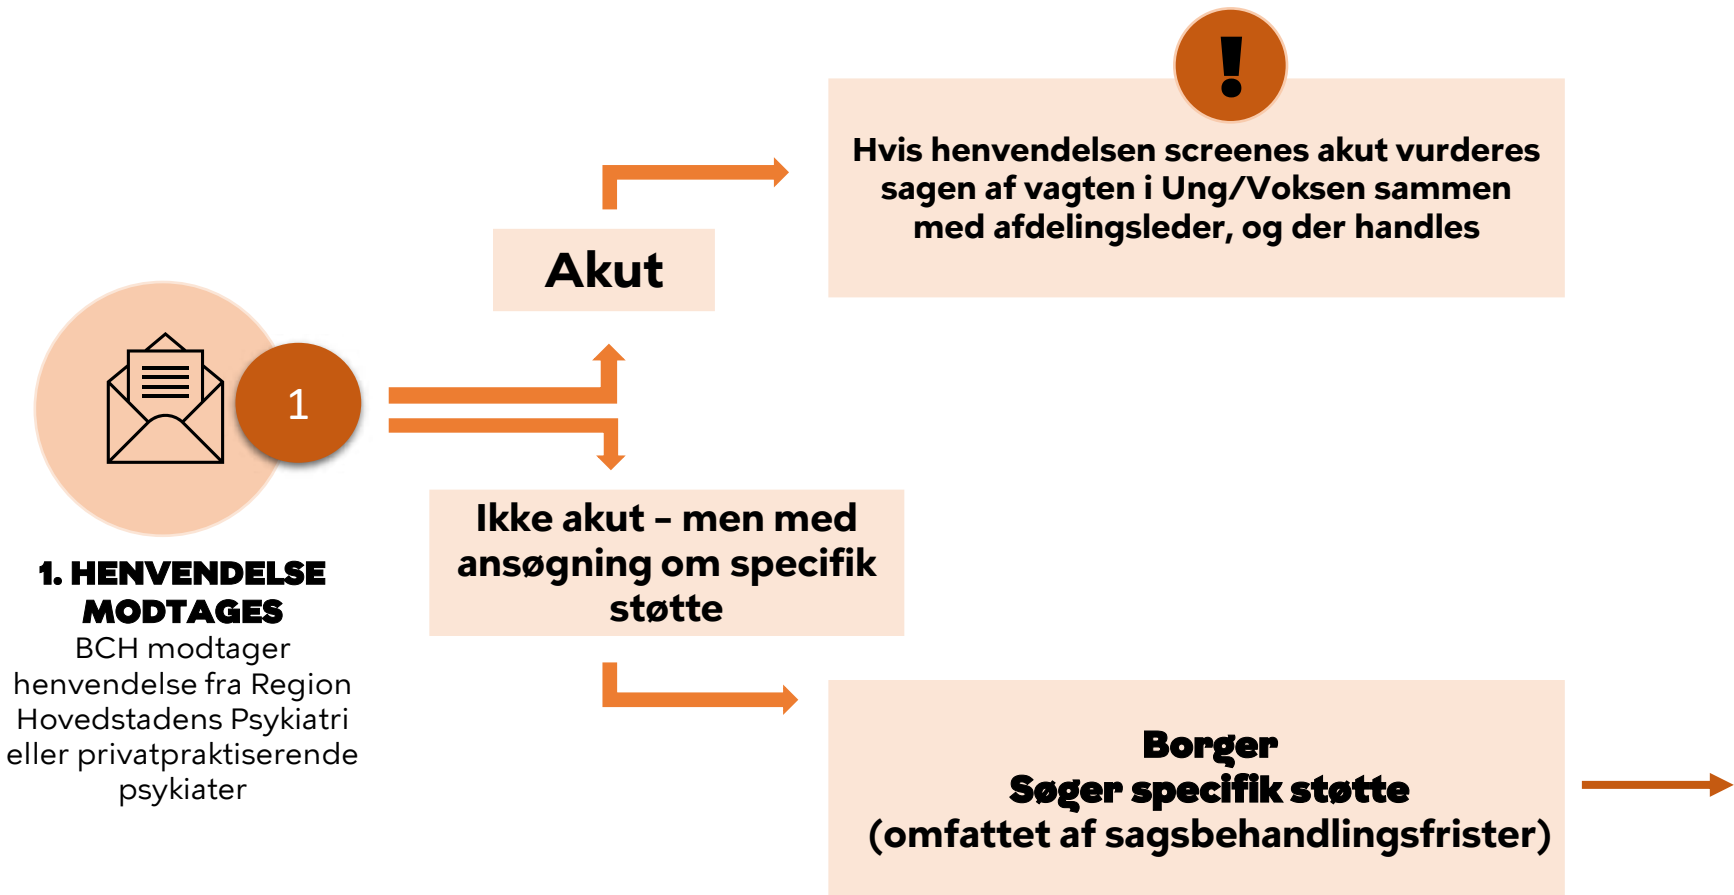 !
Hvis henvendelsen screenes akut vurderes
sagen af vagten i Ung/Voksen sammen
med afdelingsleder, og der handles
Akut
1
Ikke akut – men med
ansøgning om specifik
støtte
1. HENVENDELSE
MODTAGES
BCH modtager
henvendelse fra Region
Hovedstadens Psykiatri
eller privatpraktiserende
psykiater
Borger
Søger specifik støtte
(omfattet af sagsbehandlingsfrister)